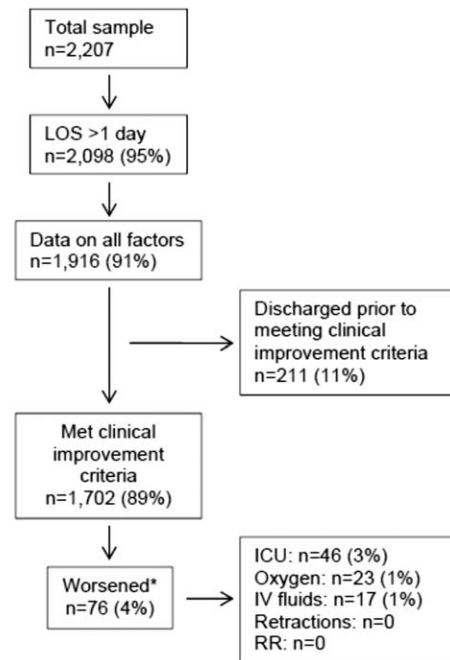 Total sample
n=2,207
LOS >1 day
n=2,098 (95%)
Data on all factors
n=1,916 (91%)
Discharged prior to
meeting clinical
improvement criteria
n=211 (11%)
Met clinical
improvement
criteria
n=1,702 (89%)
Worsened*
n=76 (4%)
ICU: n=46 (3%)
Oxygen: n=23 (1%)
IV fluids: n=17 (1%)
Retractions: n=0
RR: n=0